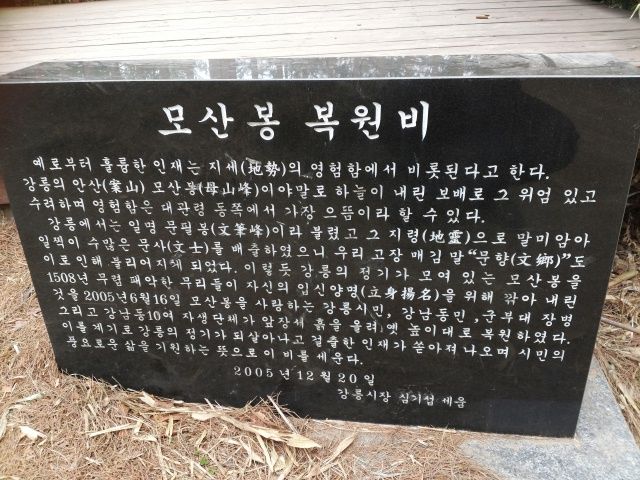 모산봉 복원비
예로부터 훌륭한 인재는 지세(地勢)의 영험함에서 비롯된다고 한다.
강릉의 안산(案山) 모산봉(母山峰)이야말로 하늘이 내린 보배로 그 위엄 있고
수려하며 영험함은 대관령 동쪽에서 가장 으뜸이라 할 수 있다.
강릉에서는 일명 문필봉(文筆峰)이라 불렸고 그 지령(地靈)으로 말미암아
일찍이 수많은 문사(文士)를 배출하였으니 우리 고장 매김 말 "문향(文鄕)"도
이로 인해 불리어지게 되었다. 이렇듯 강릉의 정기가 모여 있는 모산봉을
1508년 무렵 패악한 무리들이 자신의 입신양명(立身揚名)을 위해 깎아 내린
것을 2005년6월16일 모산봉을 사랑하는 강릉시민, 강남동민, 군부대 장병
그리고 강남동10여 자생단체가 앞장서 흙을 올려 옛 높이대로 복원하였다.
이를 계기로 강릉의 정기가 되살아나고 걸출한 인재가 쏟아져 나오며 시민의
풍요로운 삶을 기원하는 뜻으로 이 비를 세운다.
2005년 12월 20일
강릉시장 심기섭 세움